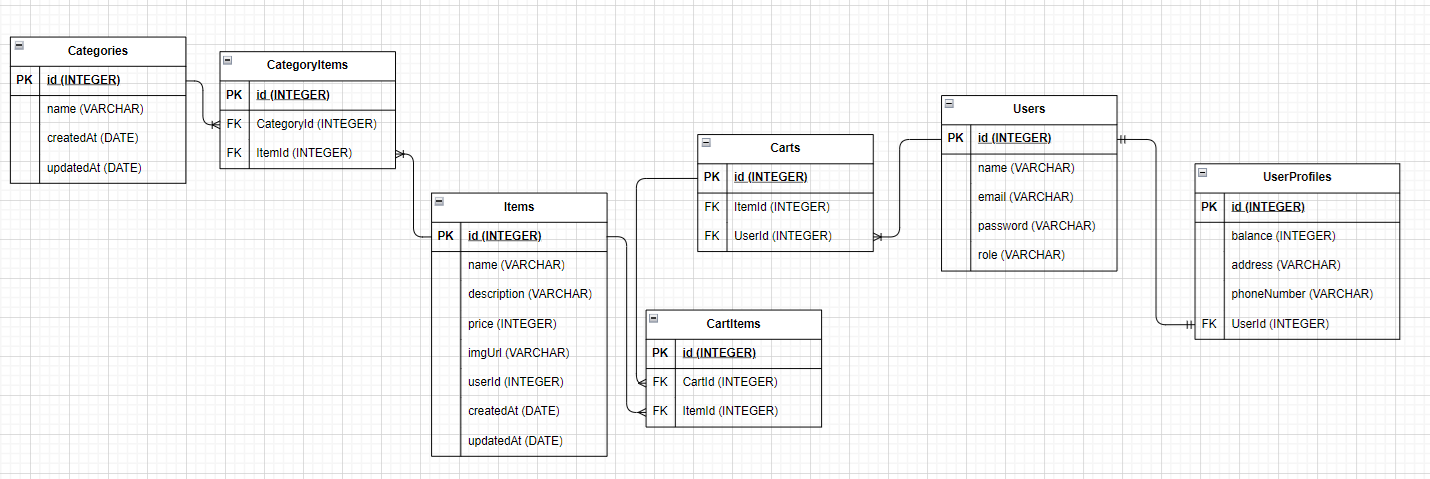 Categories
PK id (INTEGER)
name (VARCHAR)
createdAt (DATE)
updatedAt (DATE)
CategoryItems
PK id (INTEGER)
FK CategoryId (INTEGER)
FK ItemId (INTEGER)
Items
PK id (INTEGER)
name (VARCHAR)
description (VARCHAR)
price (INTEGER)
imgUrl (VARCHAR)
userId (INTEGER)
createdAt (DATE)
updatedAt (DATE)
Carts
PK id (INTEGER)
FK ItemId (INTEGER)
FK UserId (INTEGER)
CartItems
PK id (INTEGER)
FK CartId (INTEGER)
FK ItemId (INTEGER)
Users
PK id (INTEGER)
name (VARCHAR)
email (VARCHAR)
password (VARCHAR)
role (VARCHAR)
UserProfiles
PK id (INTEGER)
balance (INTEGER)
address (VARCHAR)
phoneNumber (VARCHAR)
FK UserId (INTEGER)